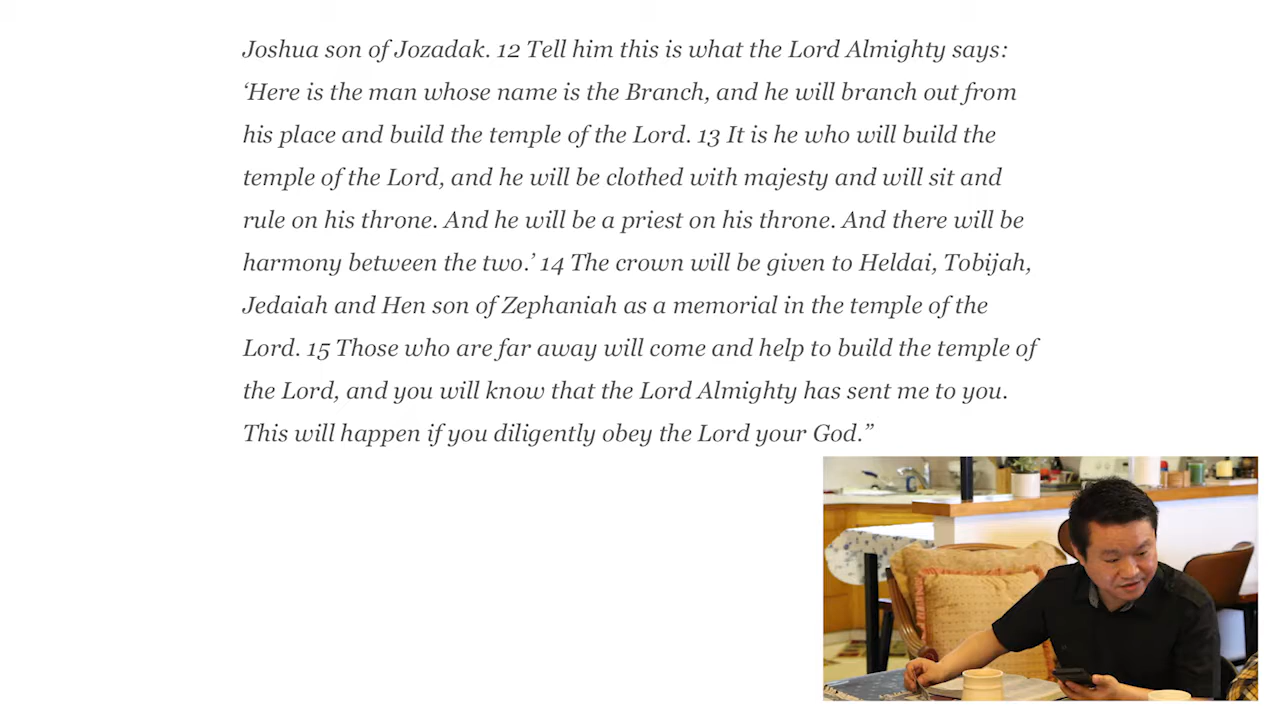 Joshua son of Jozadak. 12 Tell him this is what the Lord Almighty says:
‘Here is the man whose name is the Branch, and he will branch out from
his place and build the temple of the Lord. 13 It is he who will build the
temple of the Lord, and he will be clothed with majesty and will sit and
rule on his throne. And he will be a priest on his throne. And there will be
harmony between the two.’ 14 The crown will be given to Heldai, Tobijah,
Jedaiah and Hen son of Zephaniah as a memorial in the temple of the
Lord. 15 Those who are far away will come and help to build the temple of
the Lord, and you will know that the Lord Almighty has sent me to you.
This will happen if you diligently obey the Lord your God.”